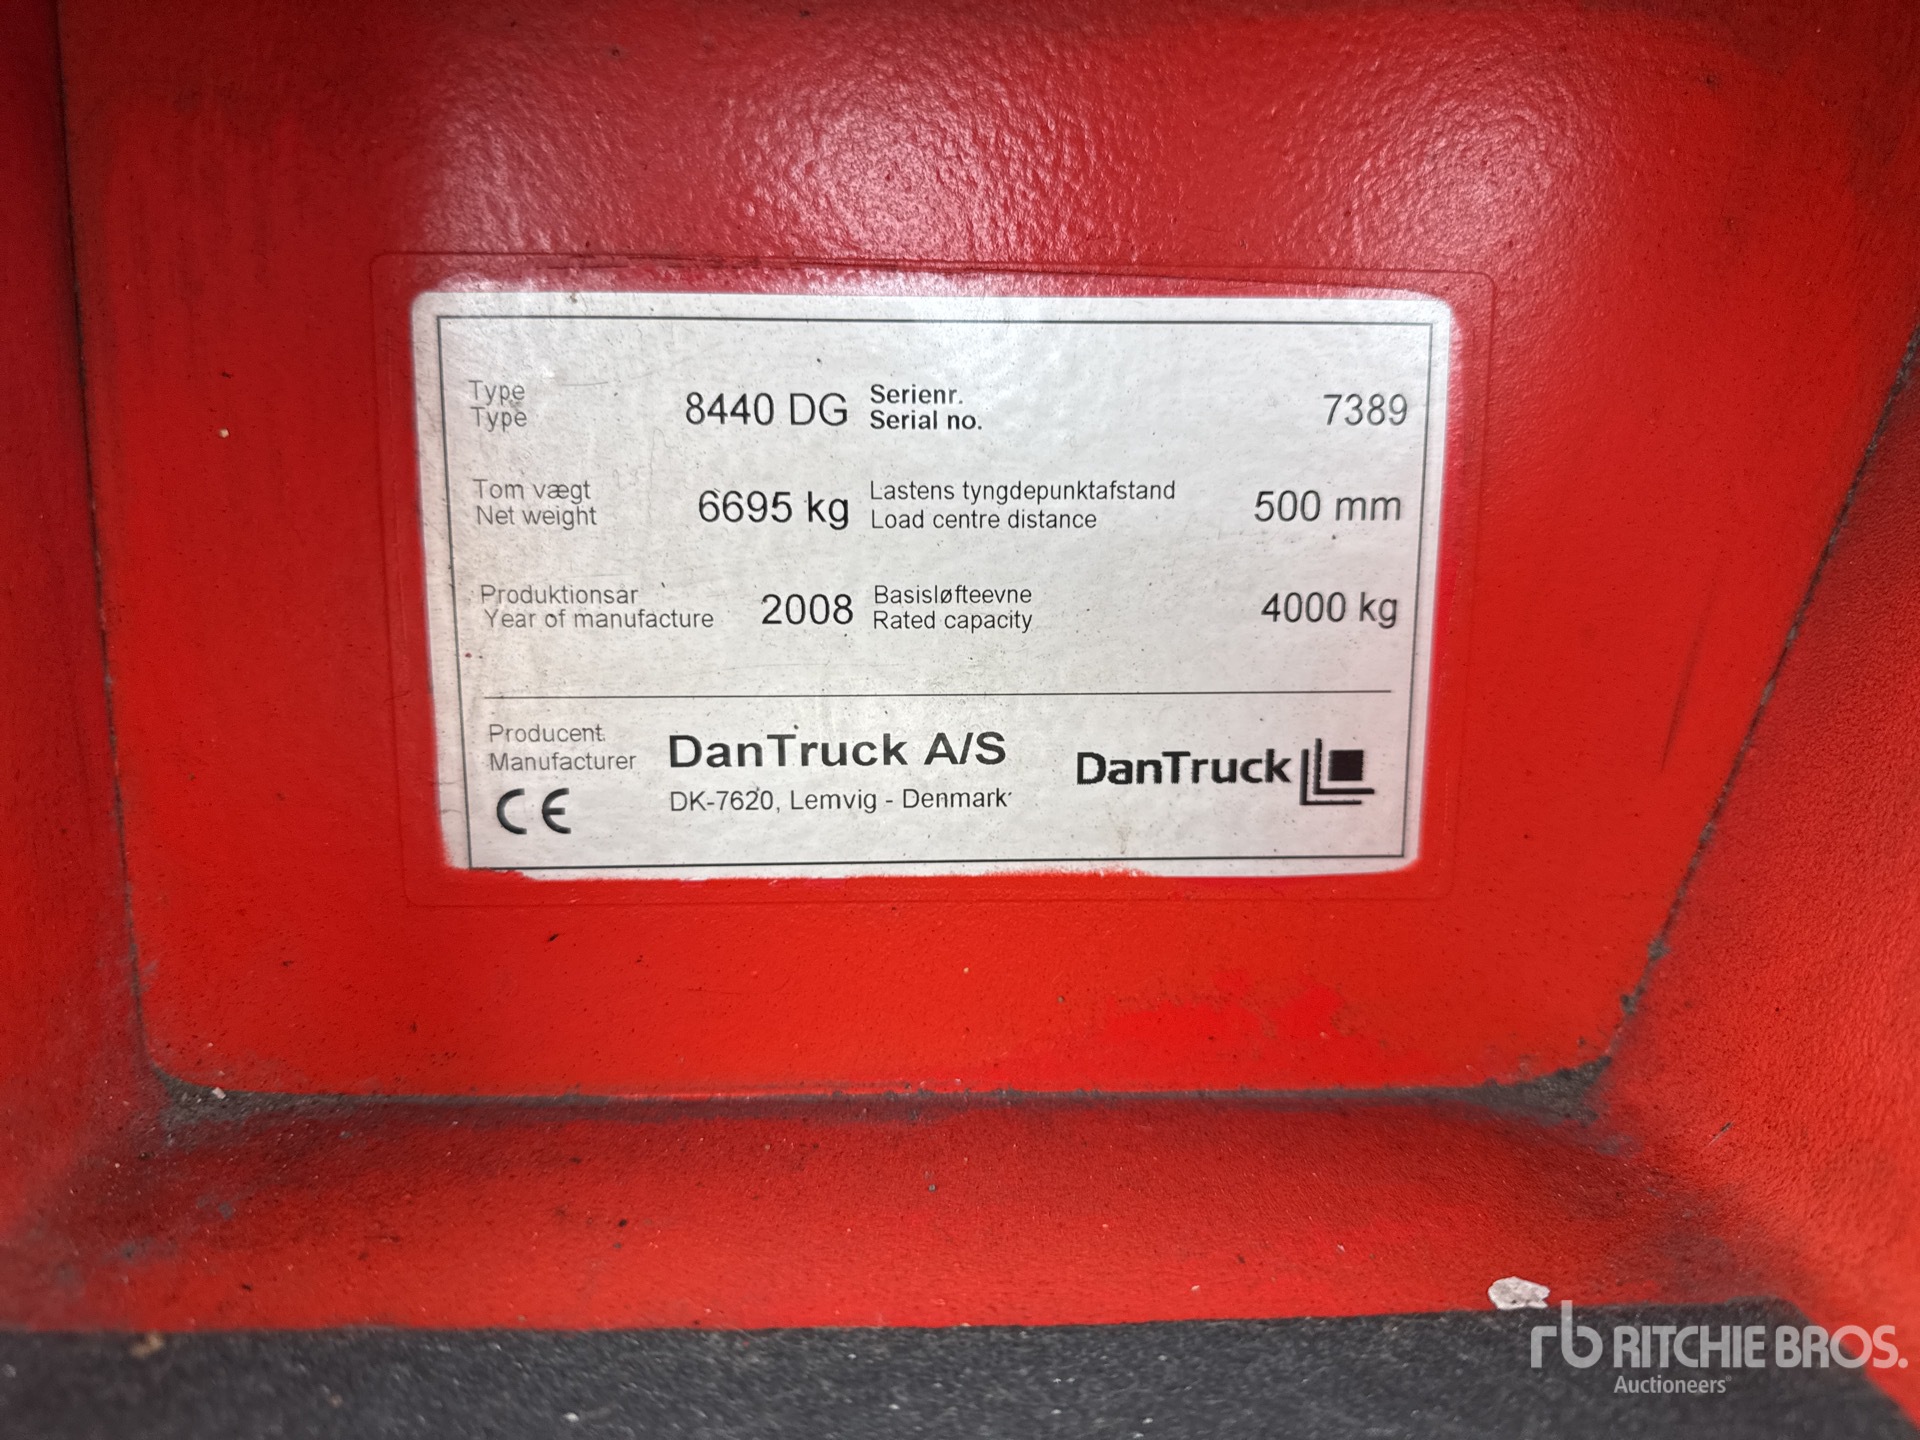 Type 8440 DG Serienr. 7389
Type Serial no.
Tom vægt 6695 kg Lastens tyngdepunktafstand 500 mm
Net weight Load centre distance
Produktionsår 2008 Basisløfteevne 4000 kg
Year of manufacture Rated capacity
Producent DanTruck A/S DanTruck
Manufacturer
CE DK-7620, Lemvig - Denmark
rb RITCHIE BROS.
Auctioneers